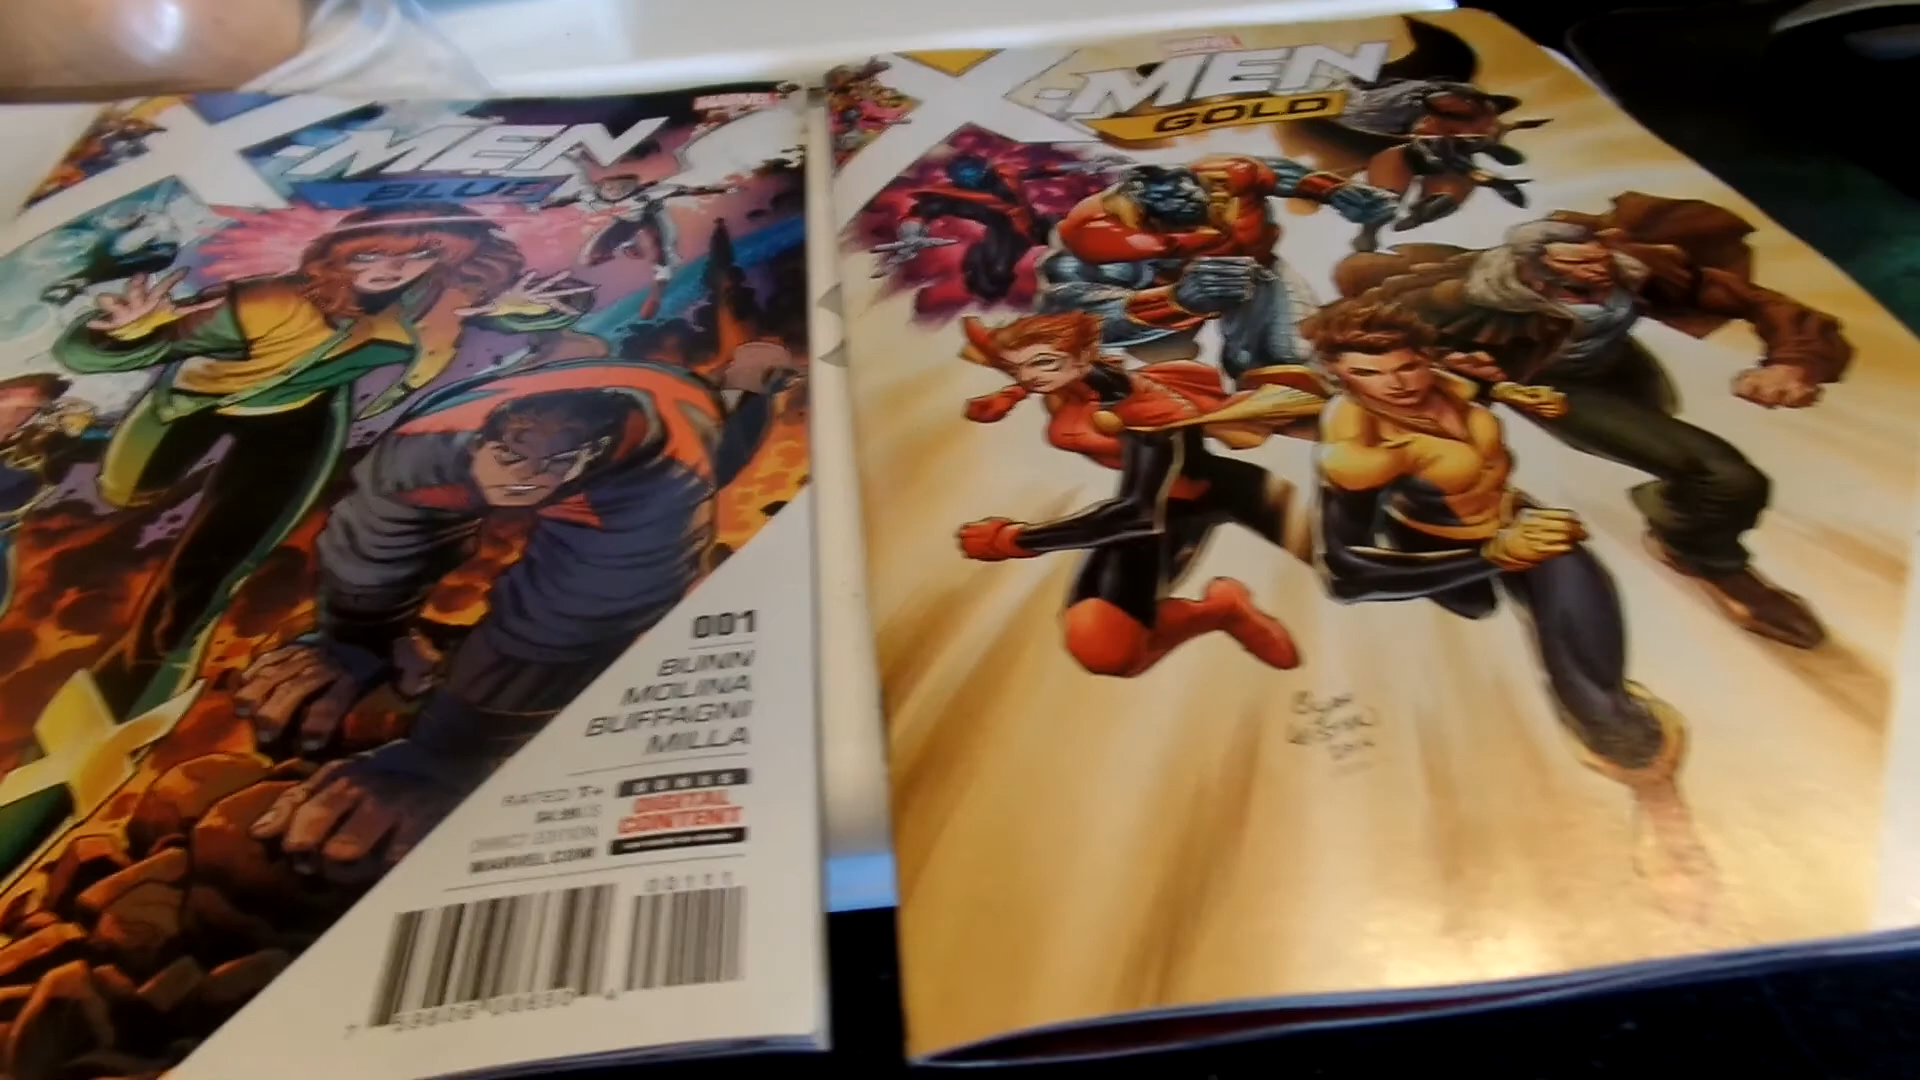 X-MEN
BLUE
MARVEL
001
BUNN
MOLINA
BUFFAGNI
MILLA
RATED T+
DIRECT EDITION
MARVEL.COM
BONUS
DIGITAL
CONTENT
00111
MARVEL
X-MEN
GOLD